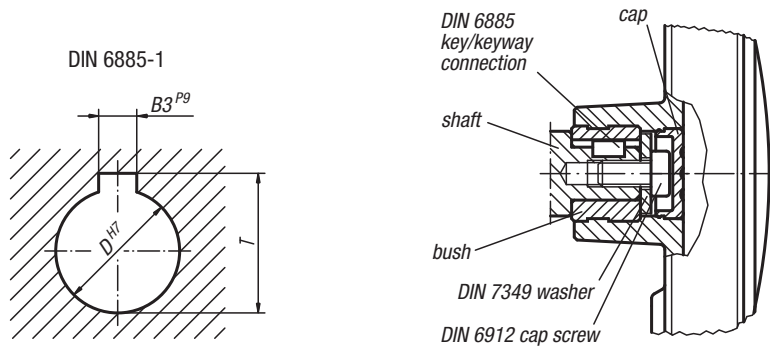 DIN 6885-1
B3 P9
D H7
T
DIN 6885
key/keyway
connection
cap
shaft
bush
DIN 7349 washer
DIN 6912 cap screw